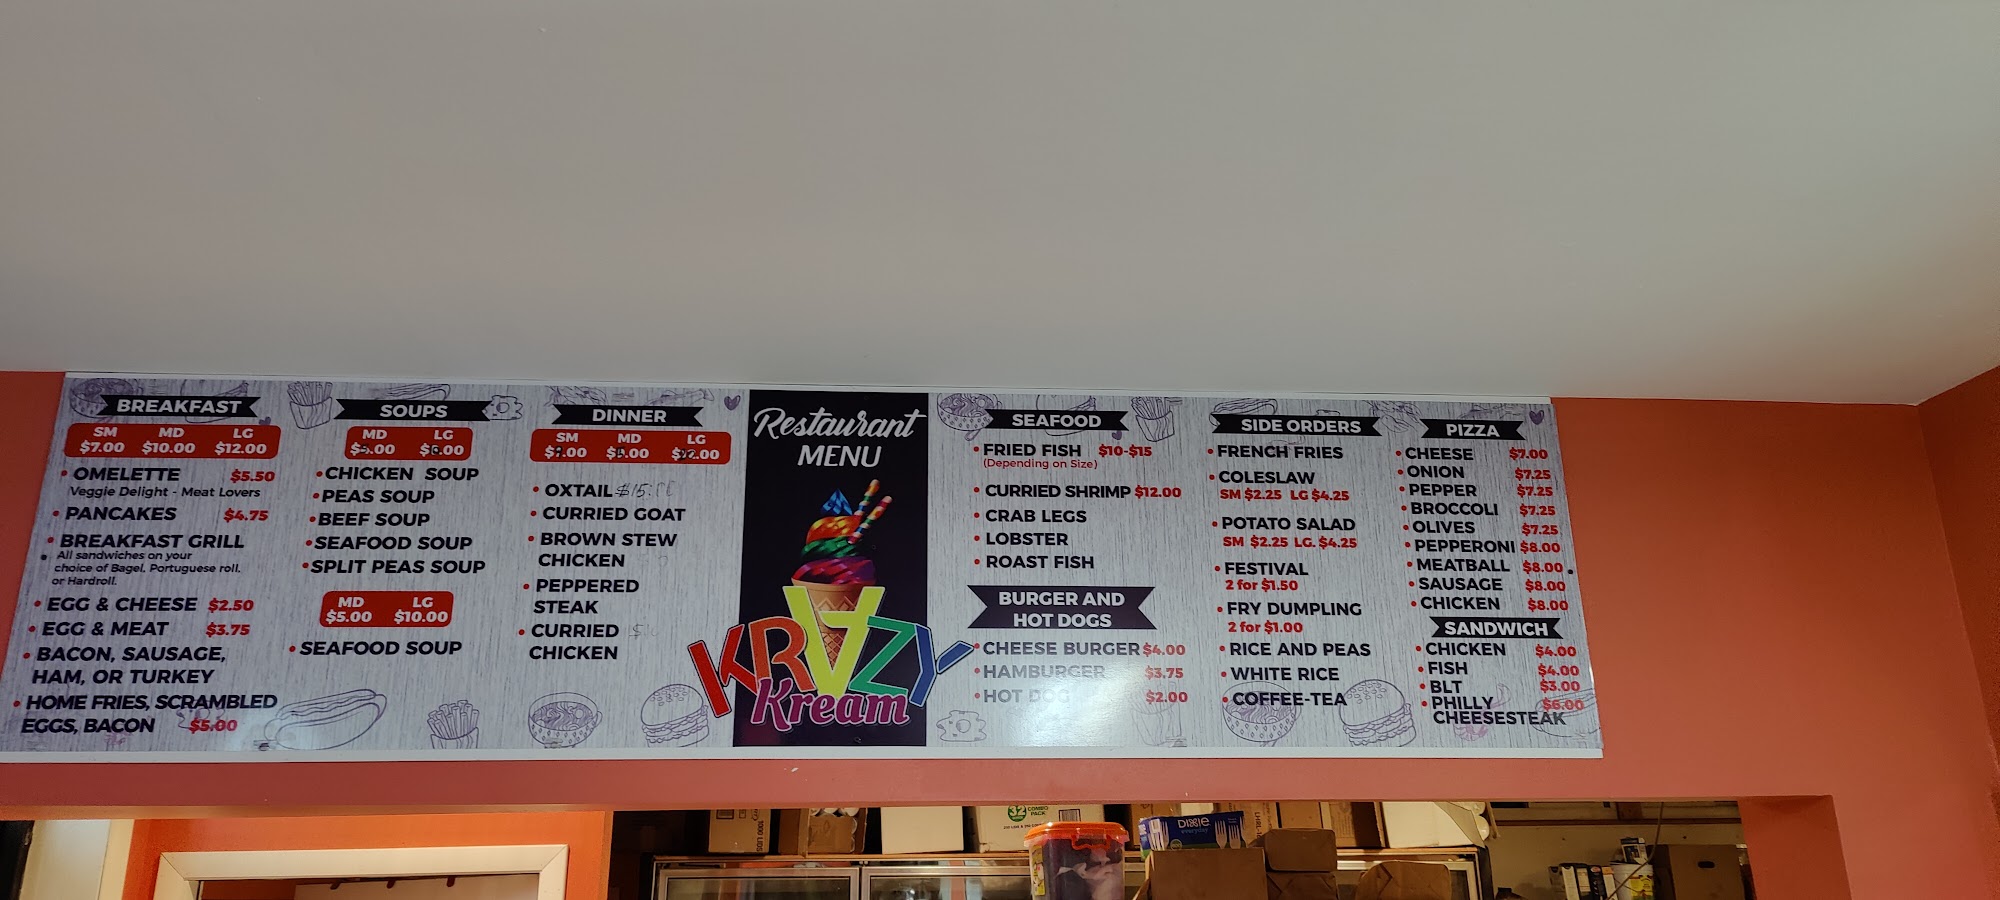 BREAKFAST
SM MD LG
$7.00 $10.00 $12.00
OMELETTE $5.50
Veggie Delight - Meat Lovers
PANCAKES $4.75
BREAKFAST GRILL
All sandwiches on your
choice of Bagel, Portuguese roll,
or Hardroll.
EGG & CHEESE $2.50
EGG & MEAT $3.75
BACON, SAUSAGE,
HAM, OR TURKEY
HOME FRIES, SCRAMBLED
EGGS, BACON $5.00
SOUPS
MD LG
CHICKEN SOUP
PEAS SOUP
BEEF SOUP
SEAFOOD SOUP
SPLIT PEAS SOUP
MD LG
$5.00 $10.00
SEAFOOD SOUP
DINNER
SM MD LG
OXTAIL $15.00
CURRIED GOAT
BROWN STEW
CHICKEN
PEPPERED
STEAK
CURRIED
CHICKEN
Restaurant
MENU
KRAZY
Kream
SEAFOOD
FRIED FISH $10-$15
(Depending on Size)
CURRIED SHRIMP $12.00
CRAB LEGS
LOBSTER
ROAST FISH
BURGER AND
HOT DOGS
CHEESE BURGER $4.00
HAMBURGER $3.75
HOT DOG $2.00
SIDE ORDERS
FRENCH FRIES
COLESLAW
SM $2.25 LG $4.25
POTATO SALAD
SM $2.25 LG. $4.25
FESTIVAL
2 for $1.50
FRY DUMPLING
2 for $1.00
RICE AND PEAS
WHITE RICE
COFFEE-TEA
PIZZA
CHEESE $7.00
ONION $7.25
PEPPER $7.25
BROCCOLI $7.25
OLIVES $7.25
PEPPERONI $8.00
MEATBALL $8.00
SAUSAGE $8.00
CHICKEN $8.00
SANDWICH
CHICKEN $4.00
FISH $4.00
BLT $3.00
PHILLY $6.00
CHEESESTEAK
32 COMBO
PACK
DIXIE
everyday